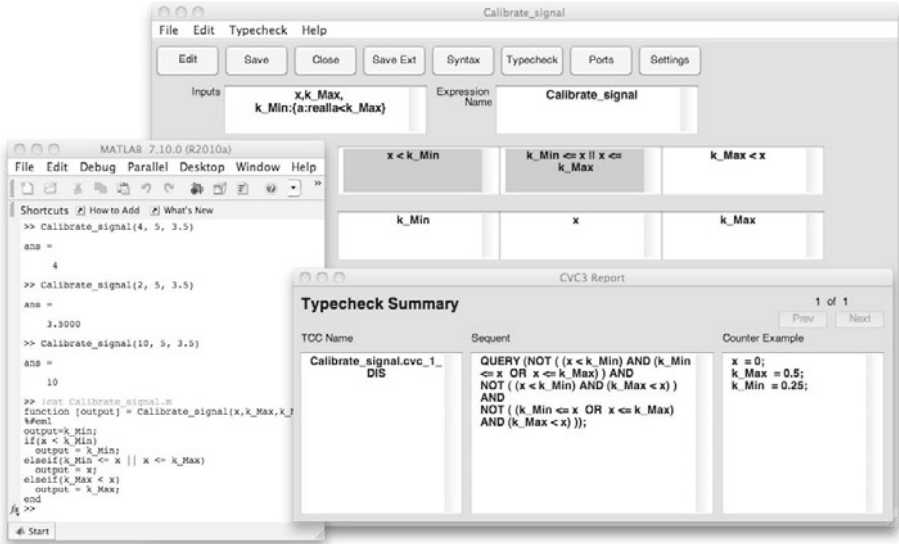 Calibrate_signal
File Edit Typecheck Help
Edit Save Close Save Ext Syntax Typecheck Ports Settings
Inputs
x,k_Max,
k_Min:{a:real|a<k_Max}
Expression
Name
Calibrate_signal
x < k_Min
k_Min <= x || x <=
k_Max
k_Max < x
k_Min
x
k_Max
MATLAB 7.10.0 (R2010a)
File Edit Debug Parallel Desktop Window Help
Shortcuts How to Add What's New
>> Calibrate_signal(4, 5, 3.5)
ans =
4
>> Calibrate_signal(2, 5, 3.5)
ans =
3.5000
>> Calibrate_signal(10, 5, 3.5)
ans =
10
>> !cat Calibrate_signal.m
function [output] = Calibrate_signal(x,k_Max,k_M
%#eml
output=k_Min;
if(x < k_Min)
output = k_Min;
elseif(k_Min <= x || x <= k_Max)
output = x;
elseif(k_Max < x)
output = k_Max;
end
fx >>
Start
CVC3 Report
Typecheck Summary
1 of 1
Prev Next
TCC Name
Calibrate_signal.cvc_1_
DIS
Sequent
QUERY (NOT ( (x < k_Min) AND (k_Min
<= x OR x <= k_Max) ) AND
NOT ( (x < k_Min) AND (k_Max < x) )
AND
NOT ( (k_Min <= x OR x <= k_Max)
AND (k_Max < x) ));
Counter Example
x = 0;
k_Max = 0.5;
k_Min = 0.25;